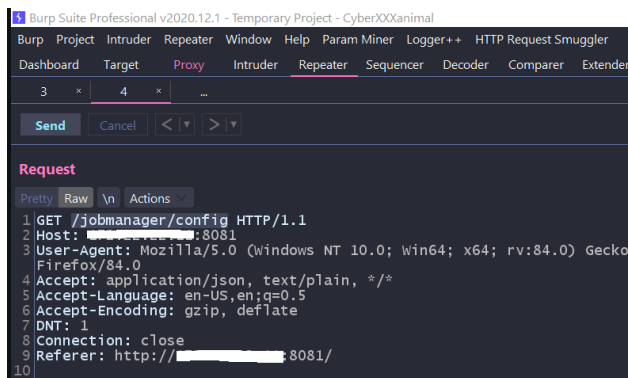 Burp Suite Professional v2020.12.1 - Temporary Project - CyberXXXanimal
Burp Project Intruder Repeater Window Help Param Miner Logger++ HTTP Request Smuggler
Dashboard Target Proxy Intruder Repeater Sequencer Decoder Comparer Extender
3 × 4 × ...
Send Cancel < > 
Request
Pretty Raw \n Actions
1 GET /jobmanager/config HTTP/1.1
2 Host: :8081
3 User-Agent: Mozilla/5.0 (Windows NT 10.0; Win64; x64; rv:84.0) Gecko
Firefox/84.0
4 Accept: application/json, text/plain, */*
5 Accept-Language: en-US,en;q=0.5
6 Accept-Encoding: gzip, deflate
7 DNT: 1
8 Connection: close
9 Referer: http:// :8081/
10